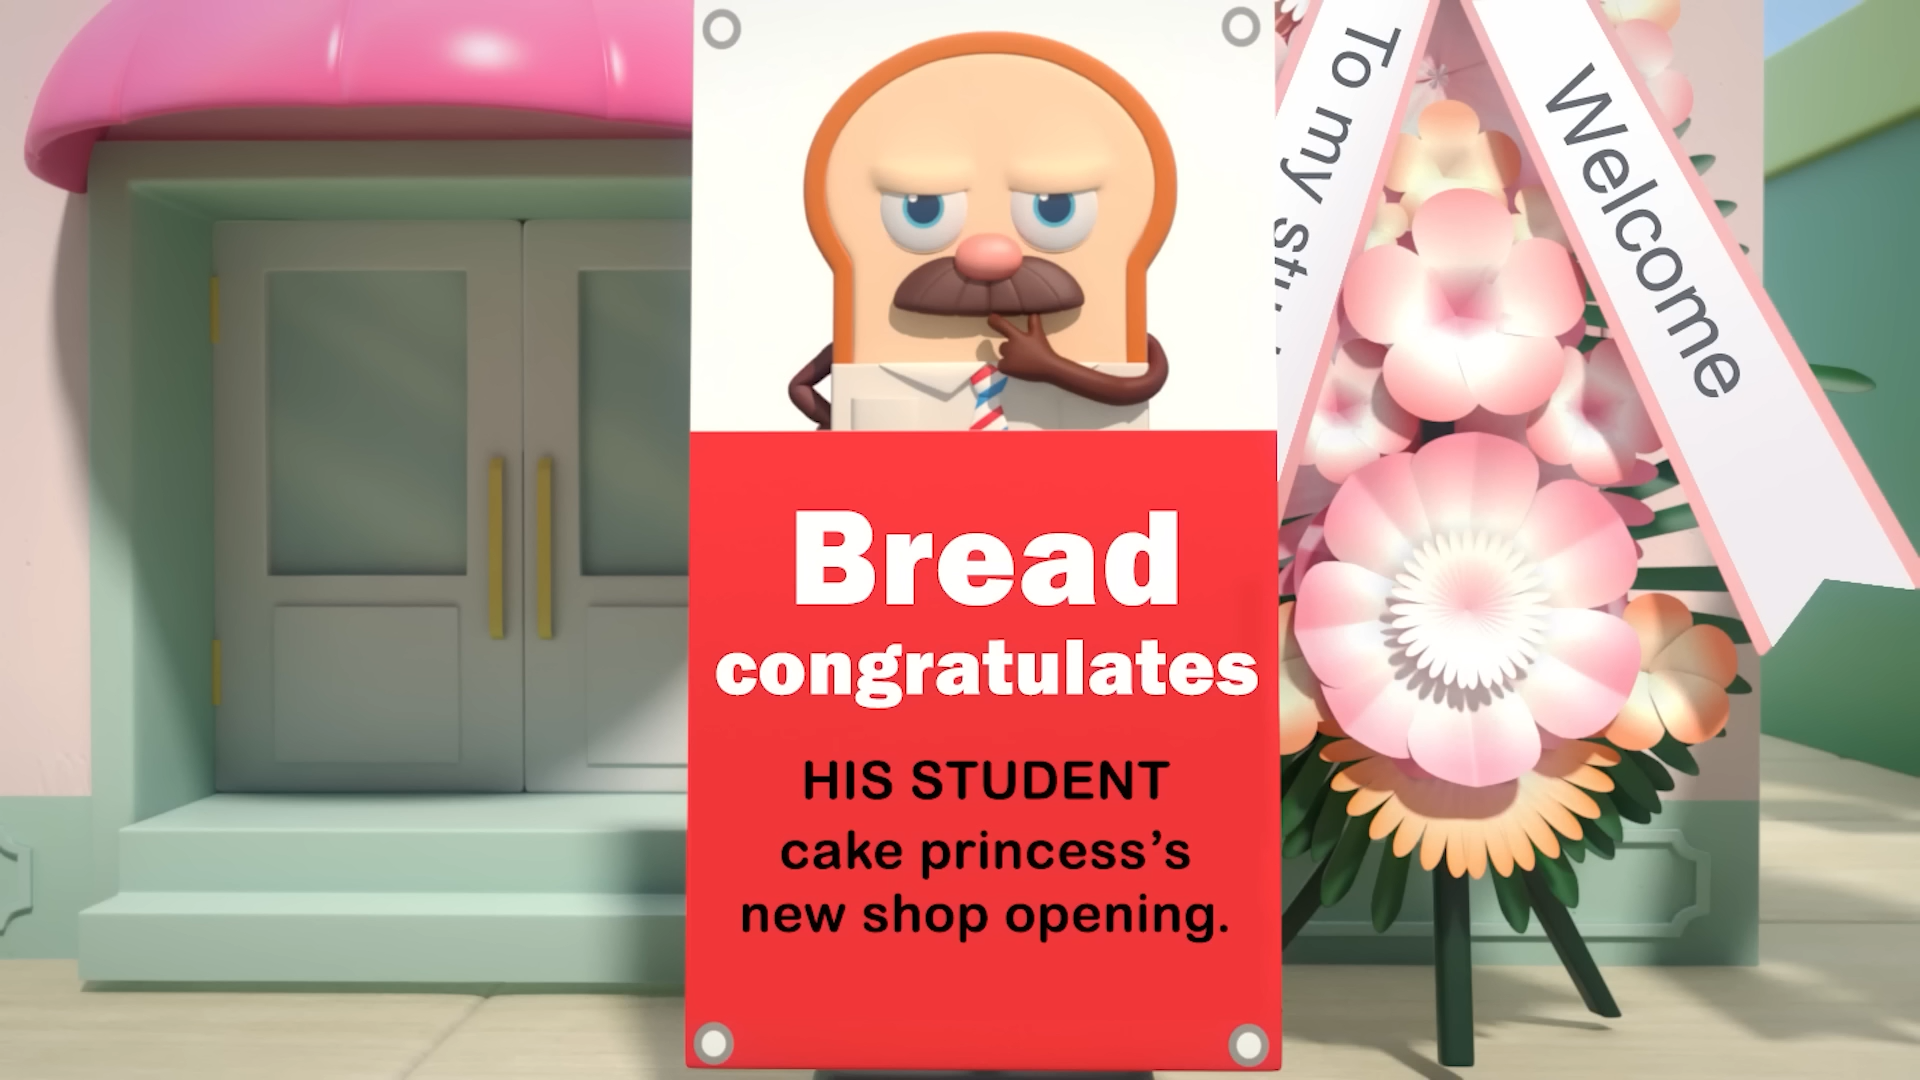 Bread
congratulates
HIS STUDENT
cake princess’s
new shop opening.
To my
Welcome